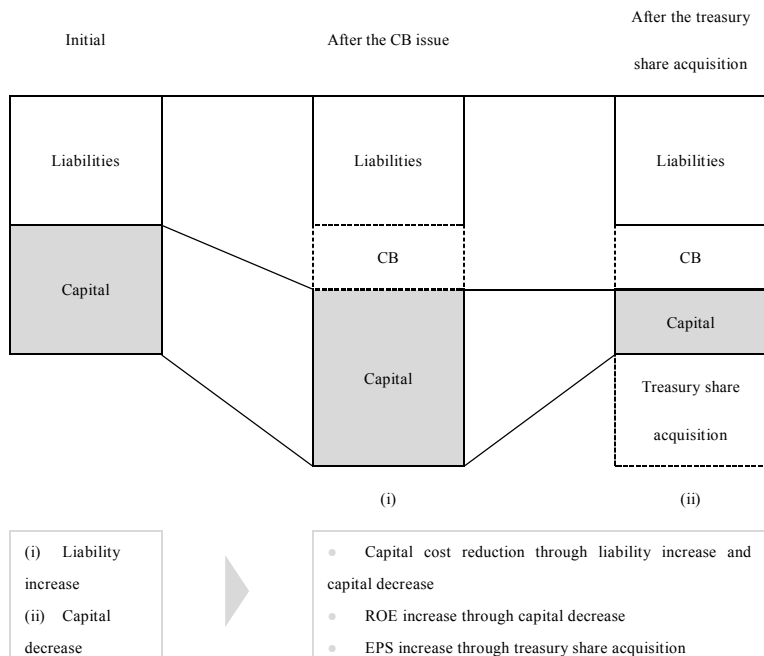 Initial
After the CB issue
After the treasury
share acquisition
Liabilities
Liabilities
Liabilities
CB
CB
Capital
Capital
Capital
Treasury share
acquisition
(i)
(ii)
(i) Liability
increase
(ii) Capital
decrease
● Capital cost reduction through liability increase and
capital decrease
● ROE increase through capital decrease
● EPS increase through treasury share acquisition